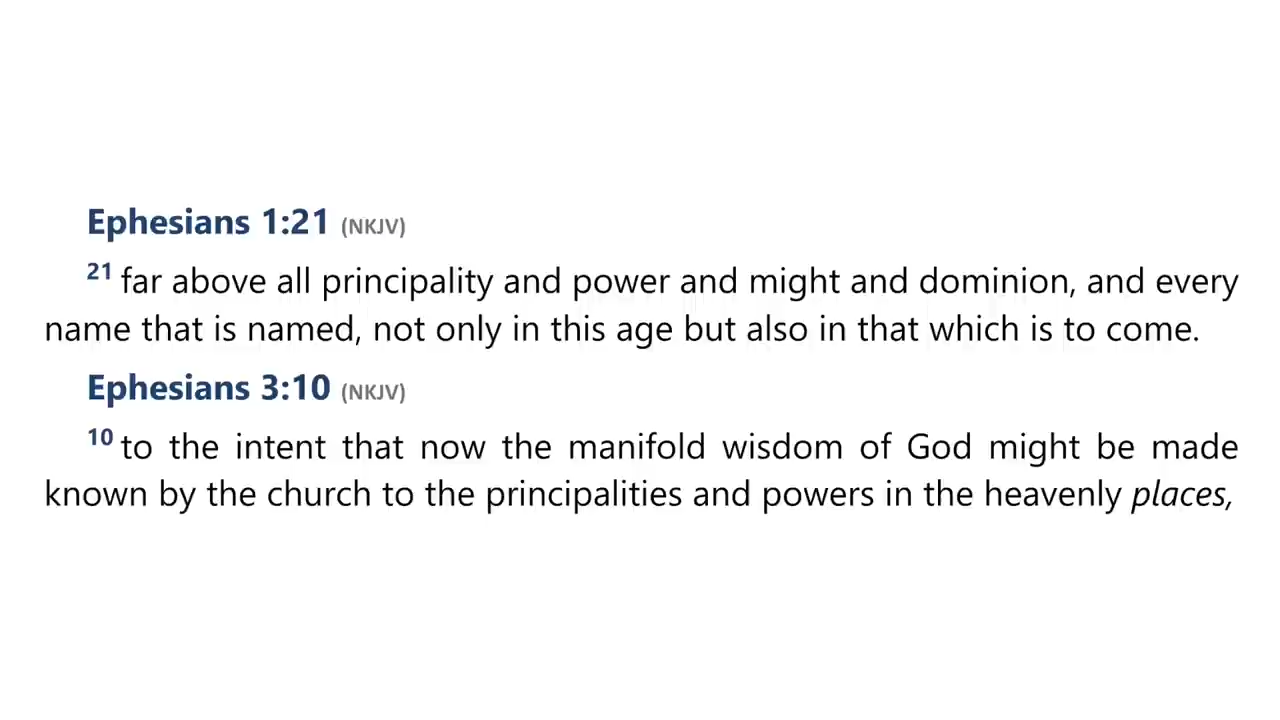 Ephesians 1:21 (NKJV)
21 far above all principality and power and might and dominion, and every
name that is named, not only in this age but also in that which is to come.
Ephesians 3:10 (NKJV)
10 to the intent that now the manifold wisdom of God might be made
known by the church to the principalities and powers in the heavenly places,